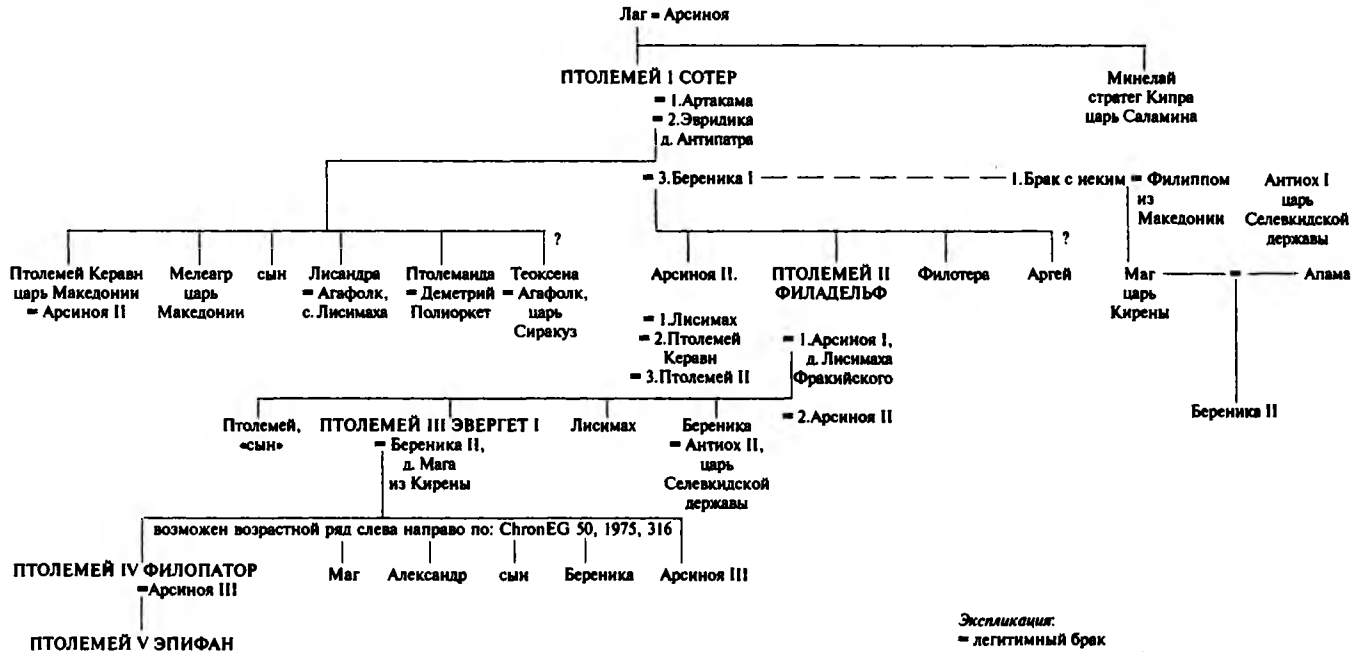 Лаг = Арсиноя
ПТОЛЕМЕЙ I СОТЕР
= 1.Артакама
= 2.Эвридика
д. Антипатра
Минелай
стратег Кипра
царь Саламина
= 3.Береника I
1.Брак с неким = Филиппом
из
Македонии
Антиох I
царь
Селевкидской
державы
?
?
Птолемей Керавн
царь Македонии
= Арсиноя II
Мелеагр
царь
Македонии
сын
Лисандра
= Агафолк,
с. Лисимаха
Птолемаида
= Деметрий
Полиоркет
Теоксена
= Агафолк,
царь
Сиракуз
Арсиноя II.
= 1.Лисимах
= 2.Птолемей
Керавн
= 3.Птолемей II
ПТОЛЕМЕЙ II
ФИЛАДЕЛЬФ
= 1.Арсиноя I,
д. Лисимаха
Фракийского
= 2.Арсиноя II
Филотера
Аргей
Маг
царь
Кирены
=
Апама
Береника II
Птолемей,
«сын»
ПТОЛЕМЕЙ III ЭВЕРГЕТ I
= Береника II,
д. Мага
из Кирены
Лисимах
Береника
= Антиох II,
царь
Селевкидской
державы
возможен возрастной ряд слева направо по: ChronEG 50, 1975, 316
ПТОЛЕМЕЙ IV ФИЛОПАТОР
=Арсиноя III
Маг
Александр
сын
Береника
Арсиноя III
ПТОЛЕМЕЙ V ЭПИФАН
Экспликация:
= легитимный брак